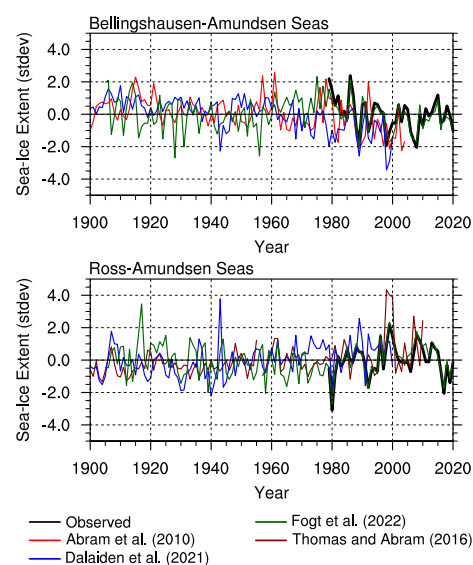 Bellingshausen-Amundsen Seas
Sea-Ice Extent (stdev)
4.0
2.0
0.0
-2.0
-4.0
1900 1920 1940 1960 1980 2000 2020
Year
Ross-Amundsen Seas
Sea-Ice Extent (stdev)
4.0
2.0
0.0
-2.0
-4.0
1900 1920 1940 1960 1980 2000 2020
Year
Observed
Abram et al. (2010)
Dalaiden et al. (2021)
Fogt et al. (2022)
Thomas and Abram (2016)